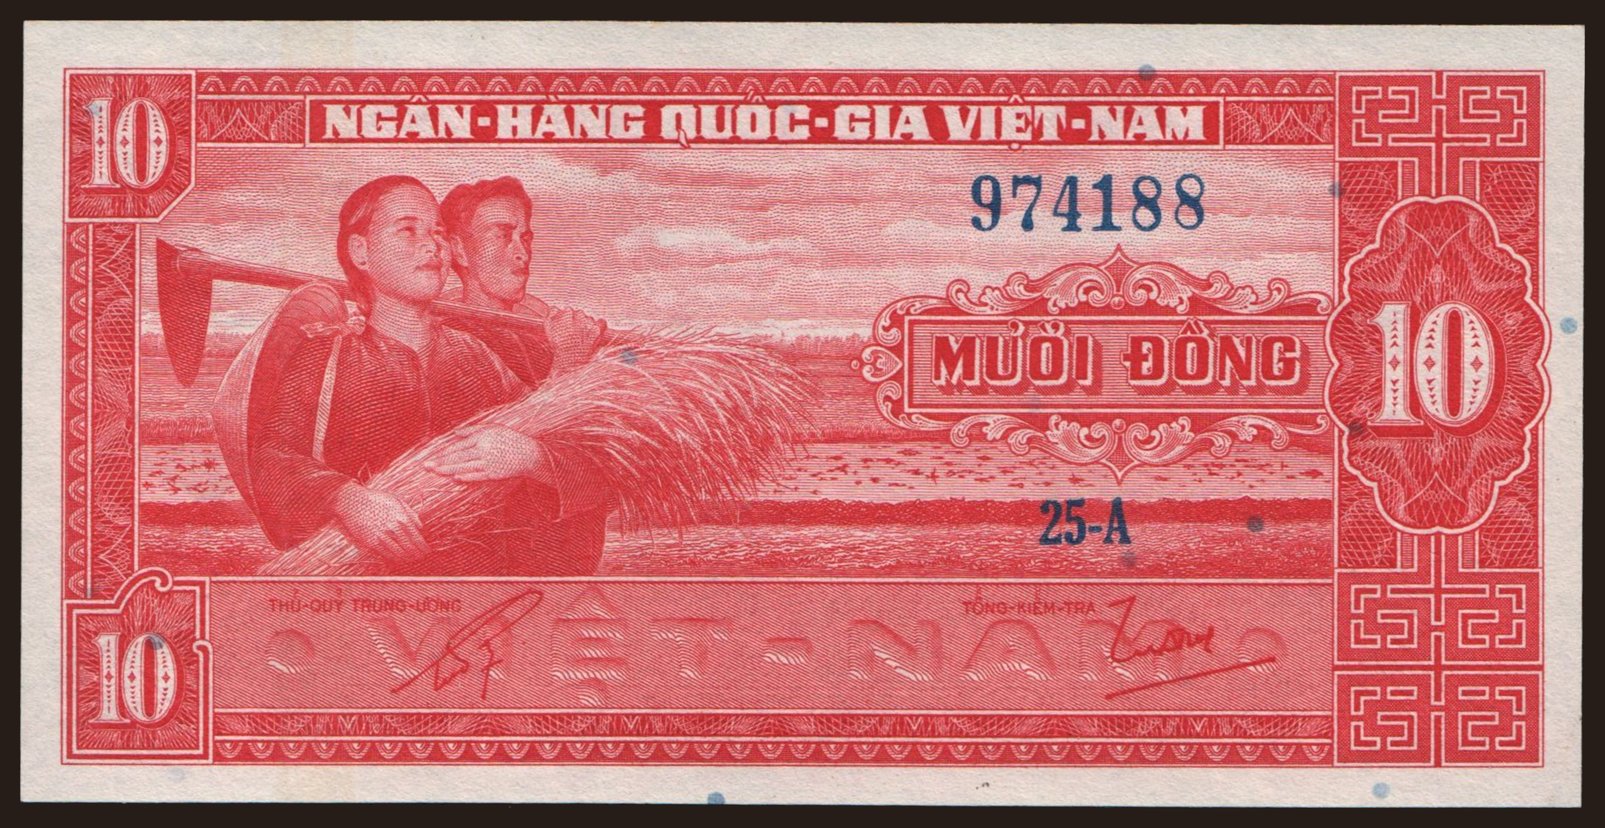 10
NGÂN-HÀNG QUỐC-GIA VIỆT-NAM
974188
MƯỜI ĐỒNG
10
25-A
THỦ-QUỸ TRUNG-ƯƠNG
TỔNG-KIỂM-TRA
VIỆT-NAM
10